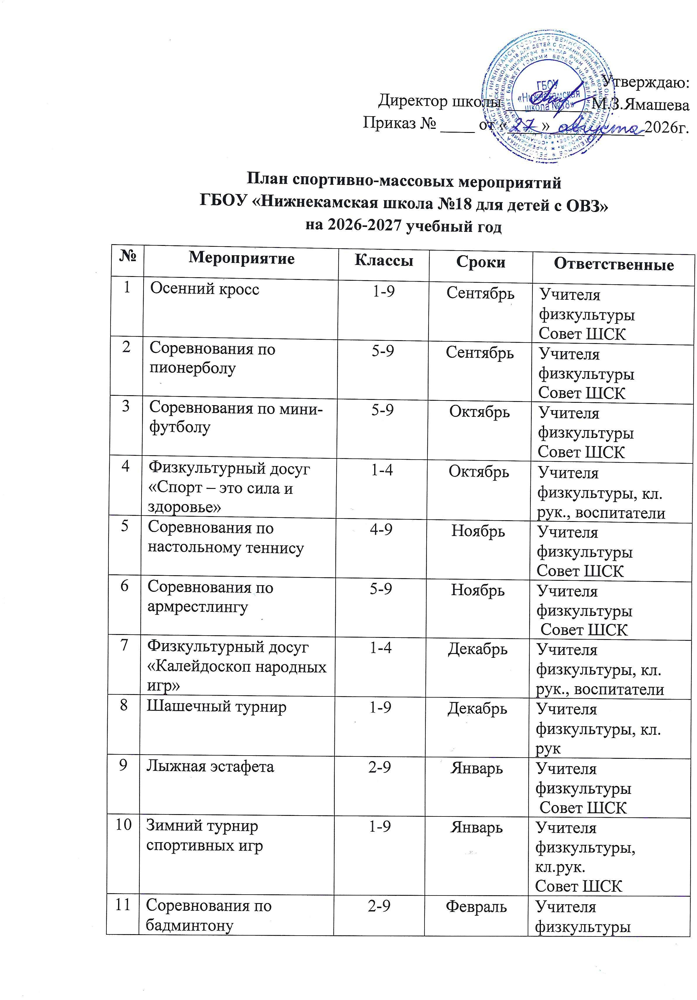 Утверждаю:
Директор школы __________ М.З.Ямашева
Приказ № ____ от «27» августа 2026г.
ГБОУ
«Нижнекамская
школа №18»
План спортивно-массовых мероприятий
ГБОУ «Нижнекамская школа №18 для детей с ОВЗ»
на 2026-2027 учебный год
№ Мероприятие Классы Сроки Ответственные
1 Осенний кросс 1-9 Сентябрь Учителя
физкультуры
Совет ШСК
2 Соревнования по 5-9 Сентябрь Учителя
пионерболу физкультуры
Совет ШСК
3 Соревнования по мини- 5-9 Октябрь Учителя
футболу физкультуры
Совет ШСК
4 Физкультурный досуг 1-4 Октябрь Учителя
«Спорт – это сила и физкультуры, кл.
здоровье» рук., воспитатели
5 Соревнования по 4-9 Ноябрь Учителя
настольному теннису физкультуры
Совет ШСК
6 Соревнования по 5-9 Ноябрь Учителя
армрестлингу физкультуры
Совет ШСК
7 Физкультурный досуг 1-4 Декабрь Учителя
«Калейдоскоп народных физкультуры, кл.
игр» рук., воспитатели
8 Шашечный турнир 1-9 Декабрь Учителя
физкультуры, кл.
рук
9 Лыжная эстафета 2-9 Январь Учителя
физкультуры
Совет ШСК
10 Зимний турнир 1-9 Январь Учителя
спортивных игр физкультуры,
кл.рук.
Совет ШСК
11 Соревнования по 2-9 Февраль Учителя
бадминтону физкультуры